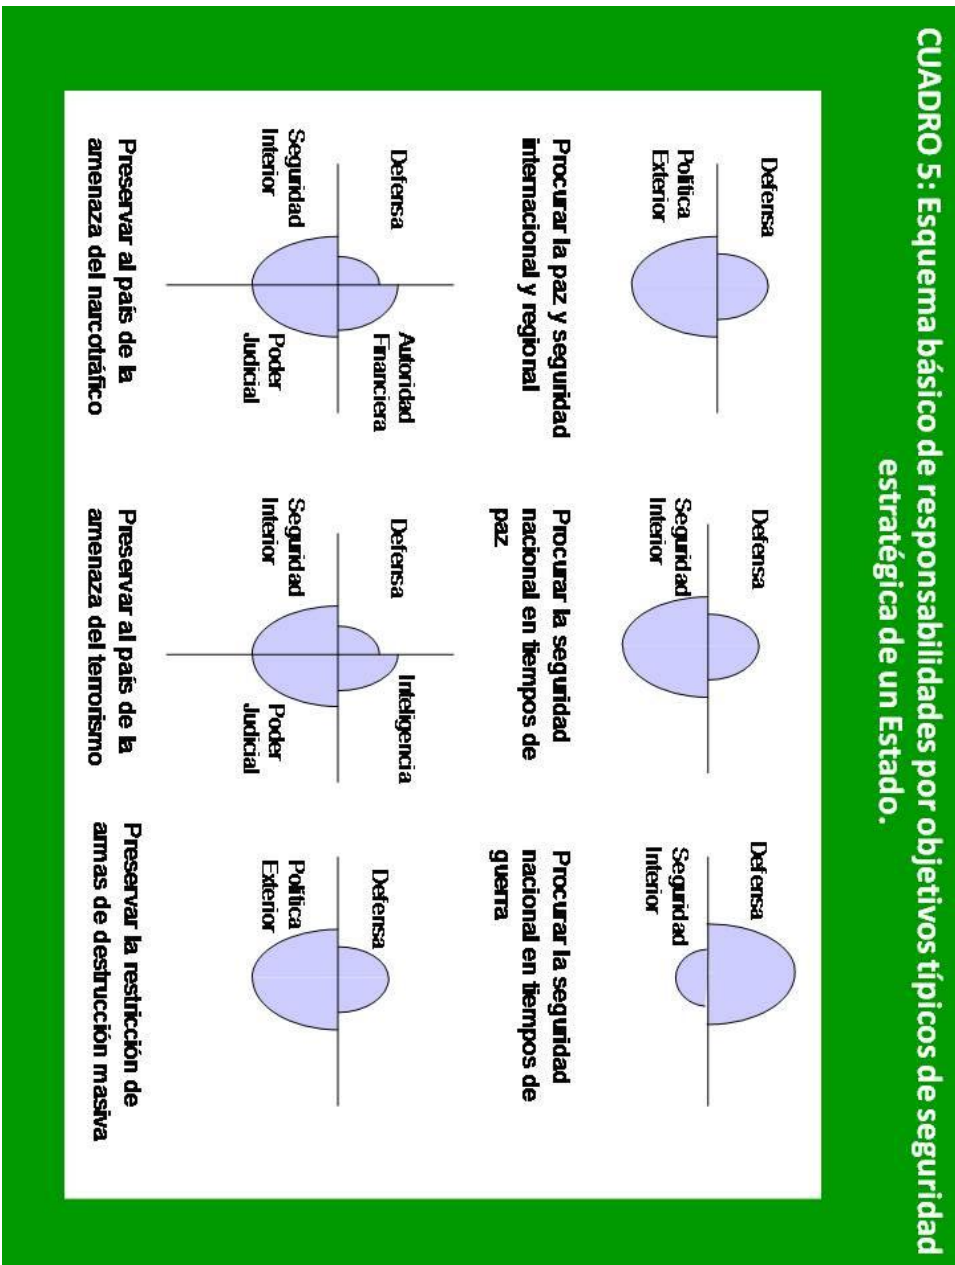 CUADRO 5: Esquema básico de responsabilidades por objetivos típicos de seguridad
estratégica de un Estado.
Defensa
Política
Exterior
Procurar la paz y seguridad
internacional y regional
Defensa
Seguridad
Interior
Procurar la seguridad
nacional en tiempos de
paz
Defensa
Seguridad
Interior
Procurar la seguridad
nacional en tiempos de
guerra
Defensa
Autoridad
Financiera
Seguridad
Interior
Poder
Judicial
Preservar al país de la
amenaza del narcotráfico
Defensa
Inteligencia
Seguridad
Interior
Poder
Judicial
Preservar al país de la
amenaza del terrorismo
Defensa
Política
Exterior
Preservar la restricción de
armas de destrucción masiva